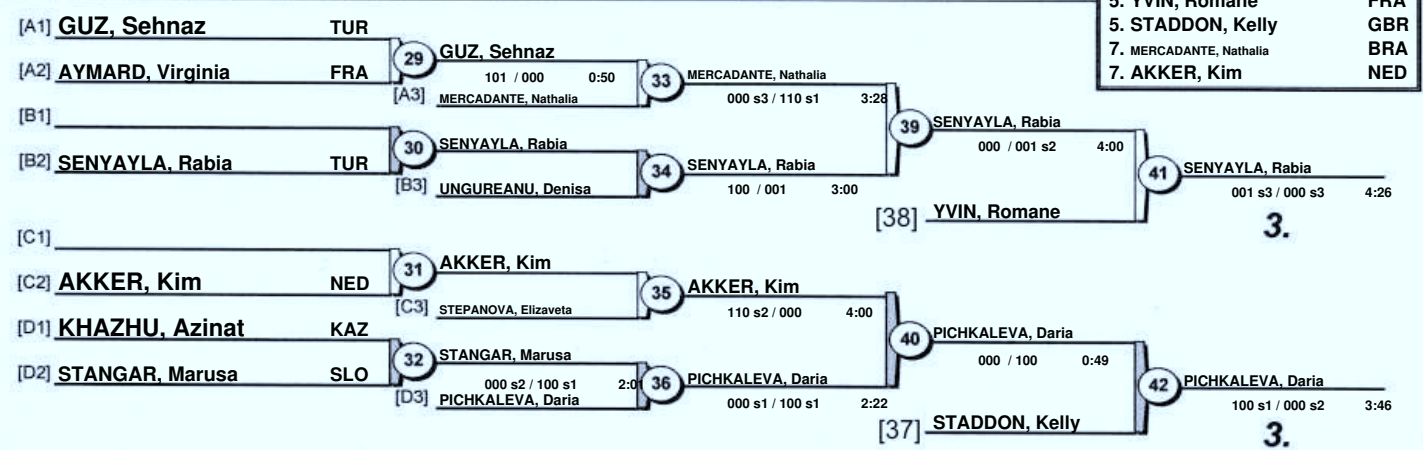 5. YVIN, Romane FRA
5. STADDON, Kelly GBR
7. MERCADANTE, Nathalia BRA
7. AKKER, Kim NED
[A1] GUZ, Sehnaz TUR
29 GUZ, Sehnaz
[A2] AYMARD, Virginia FRA
101 / 000 0:50
33 MERCADANTE, Nathalia
[A3] MERCADANTE, Nathalia
000 s3 / 110 s1 3:28
[B1]
39 SENYAYLA, Rabia
000 / 001 s2 4:00
30 SENYAYLA, Rabia
[B2] SENYAYLA, Rabia TUR
34 SENYAYLA, Rabia
41 SENYAYLA, Rabia
[B3] UNGUREANU, Denisa
100 / 001 3:00
001 s3 / 000 s3 4:26
[38] YVIN, Romane
3.
[C1]
31 AKKER, Kim
[C2] AKKER, Kim NED
35 AKKER, Kim
[C3] STEPANOVA, Elizaveta
110 s2 / 000 4:00
[D1] KHAZHU, Azinat KAZ
40 PICHKALEVA, Daria
32 STANGAR, Marusa
000 / 100 0:49
[D2] STANGAR, Marusa SLO
000 s2 / 100 s1 2:01
36 PICHKALEVA, Daria
42 PICHKALEVA, Daria
[D3] PICHKALEVA, Daria
000 s1 / 100 s1 2:22
100 s1 / 000 s2 3:46
[37] STADDON, Kelly
3.